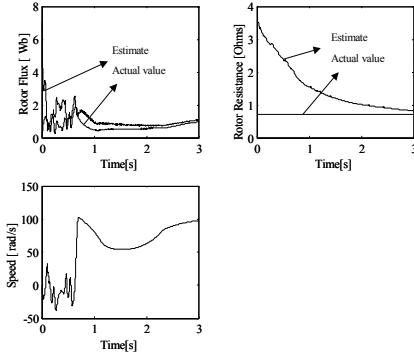 Rotor Flux [ Wb]
8
6
4
2
0
Estimate
Actual value
0
1
2
3
Time[s]
Rotor Resistance [Ohms]
4
3
2
1
0
Estimate
Actual value
0
1
2
3
Time[s]
Speed [ rad/s]
150
100
50
0
-50
0
1
2
3
Time[s]